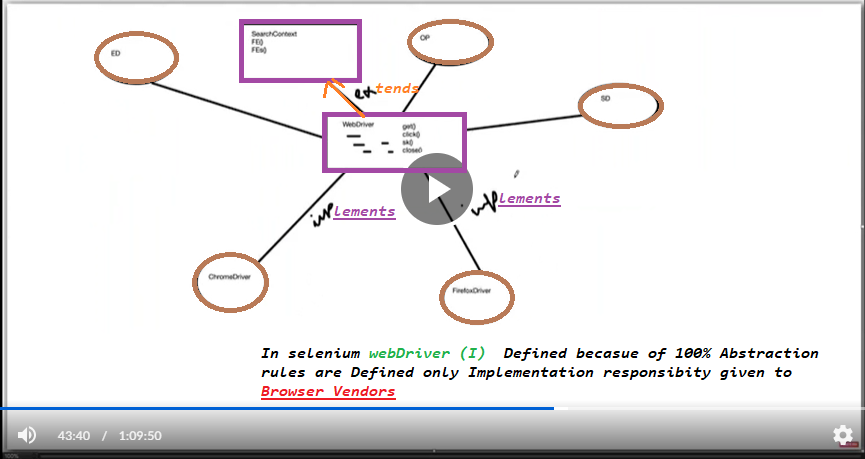 SearchContext
FE()
FEs()
ED
OP
extends
SD
WebDriver
get()
click()
sk()
close()
implements
implements
ChromeDriver
FirefoxDriver
In selenium webDriver (I) Defined becasue of 100% Abstraction
rules are Defined only Implementation responsibity given to
Browser Vendors
43:40 / 1:09:50